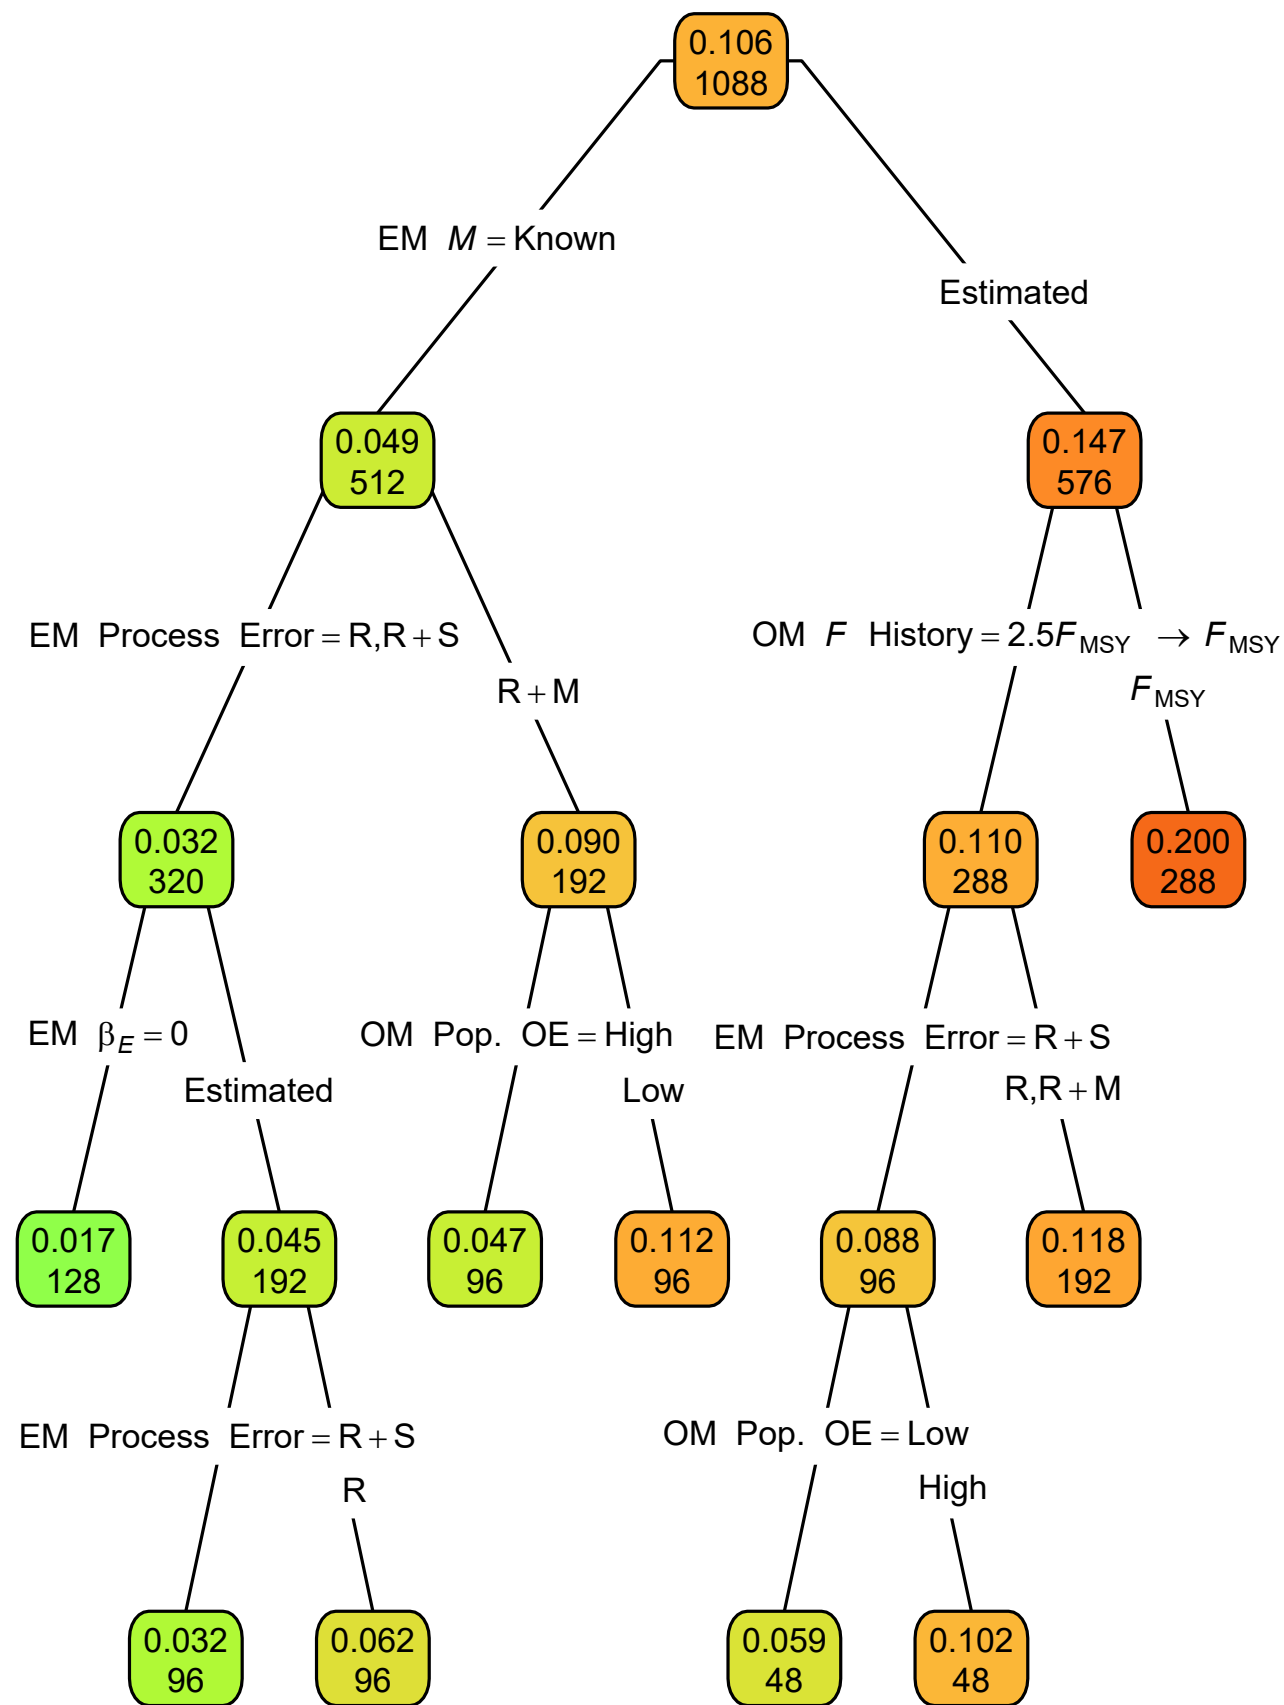 0.106
1088
EM M = Known
Estimated
0.049
512
0.147
576
EM Process Error = R,R + S
R + M
OM F History = 2.5F_MSY → F_MSY
F_MSY
0.032
320
0.090
192
0.110
288
0.200
288
EM β_E = 0
Estimated
OM Pop. OE = High
Low
EM Process Error = R + S
R,R + M
0.017
128
0.045
192
0.047
96
0.112
96
0.088
96
0.118
192
EM Process Error = R + S
R
OM Pop. OE = Low
High
0.032
96
0.062
96
0.059
48
0.102
48